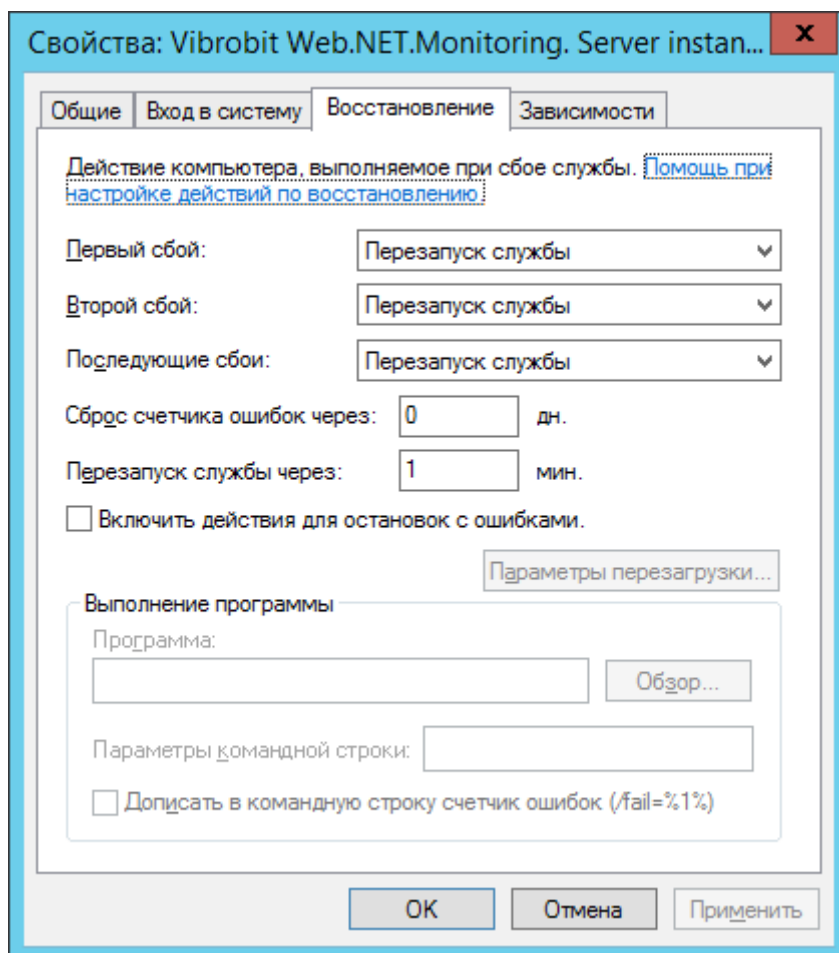 Свойства: Vibrobit Web.NET.Monitoring. Server instan...
x
Общие Вход в систему Восстановление Зависимости
Действие компьютера, выполняемое при сбое службы. Помощь при
настройке действий по восстановлению.
Первый сбой: Перезапуск службы
Второй сбой: Перезапуск службы
Последующие сбои: Перезапуск службы
Сброс счетчика ошибок через: 0 дн.
Перезапуск службы через: 1 мин.
Включить действия для остановок с ошибками.
Параметры перезагрузки...
Выполнение программы
Программа:
Обзор...
Параметры командной строки:
Дописать в командную строку счетчик ошибок (/fail=%1%)
OK Отмена Применить